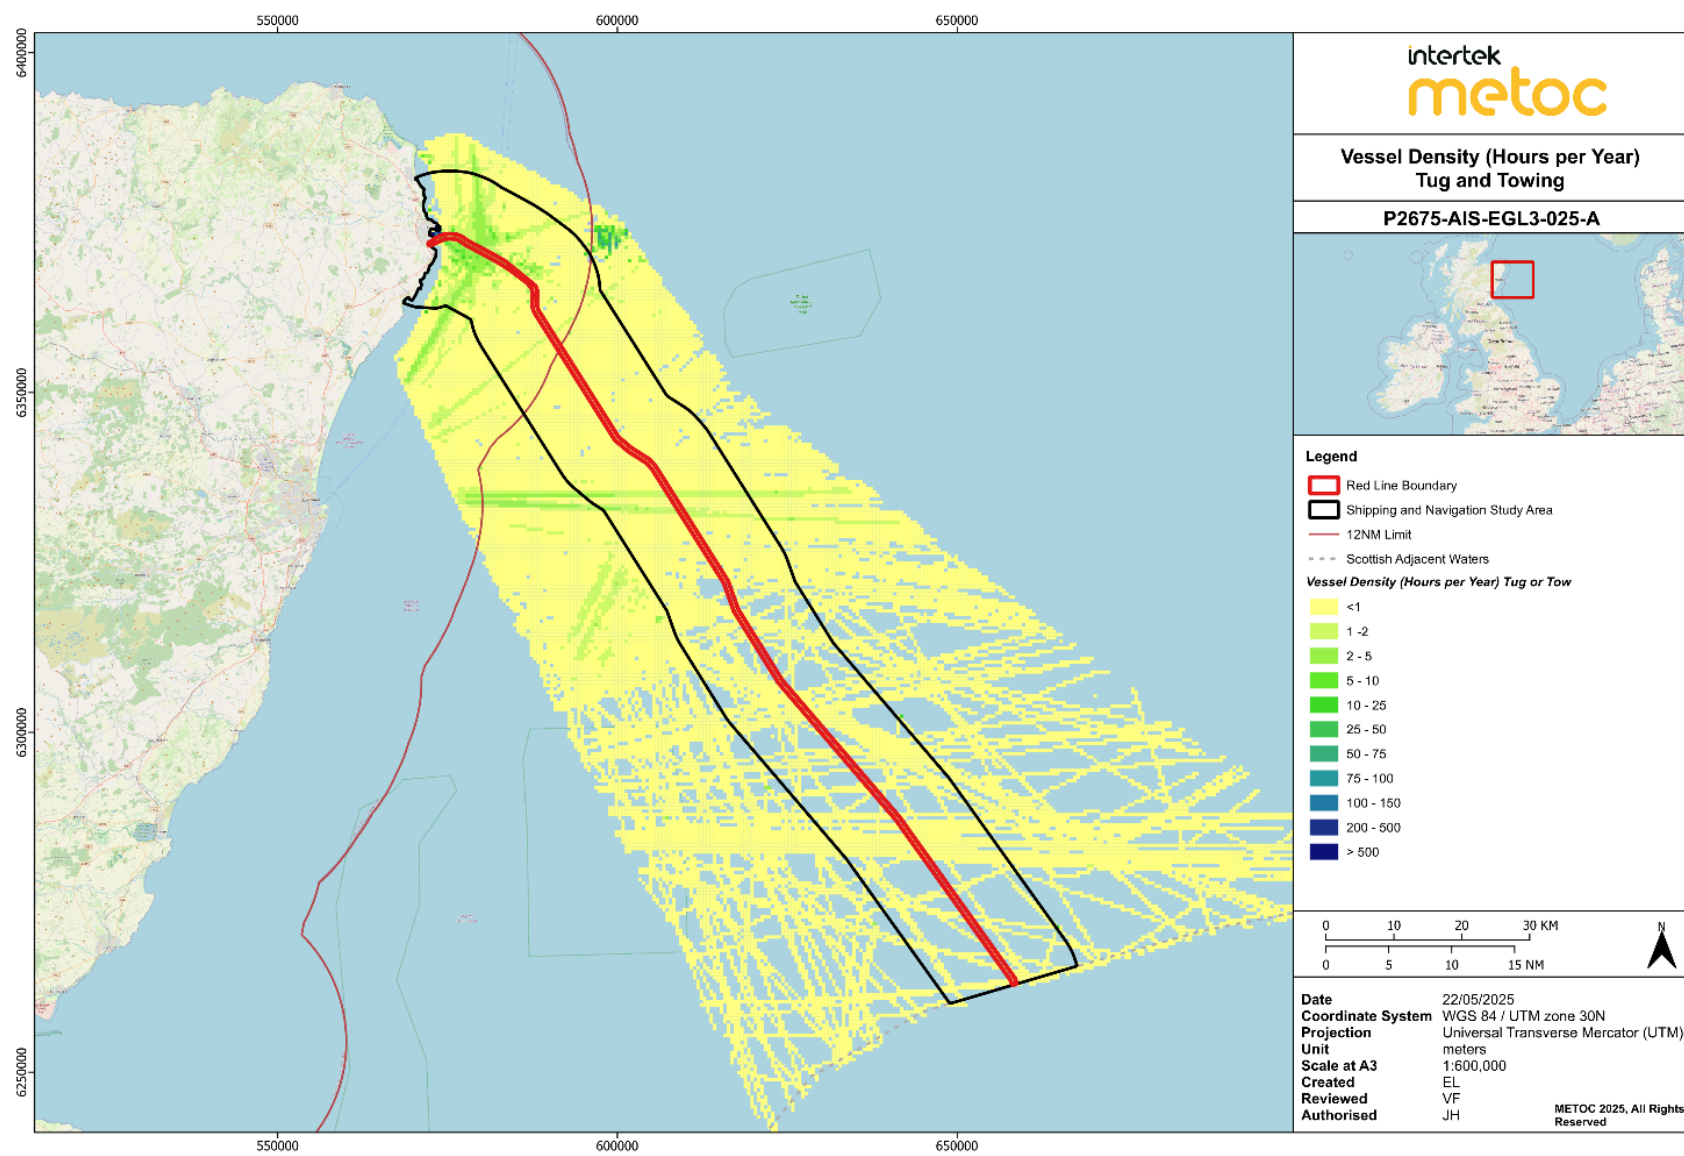 550000
600000
650000
6400000
6350000
6300000
6250000
550000
600000
650000
intertek
metoc
Vessel Density (Hours per Year)
Tug and Towing
P2675-AIS-EGL3-025-A
Legend
Red Line Boundary
Shipping and Navigation Study Area
12NM Limit
Scottish Adjacent Waters
Vessel Density (Hours per Year) Tug or Tow
<1
1 -2
2 - 5
5 - 10
10 - 25
25 - 50
50 - 75
75 - 100
100 - 150
200 - 500
> 500
0 10 20 30 KM
0 5 10 15 NM
N
Date 22/05/2025
Coordinate System WGS 84 / UTM zone 30N
Projection Universal Transverse Mercator (UTM)
Unit meters
Scale at A3 1:600,000
Created EL
Reviewed VF
Authorised JH
METOC 2025, All Rights
Reserved